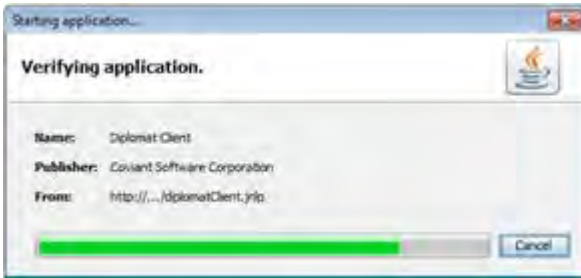 Starting application...
Verifying application.
Name: Diplomat Client
Publisher: Coviant Software Corporation
From: http://.../diplomatClient.jnlp
Cancel